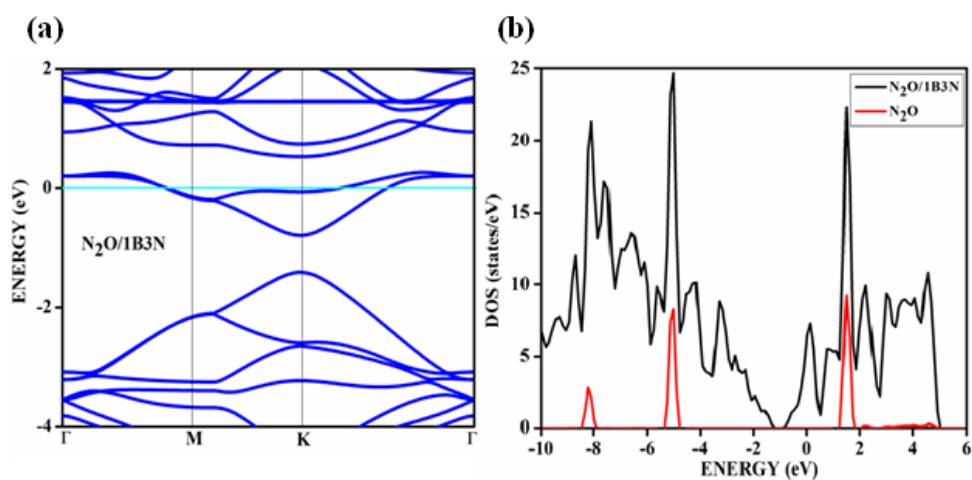 (a)
2
0
-2
-4
ENERGY (eV)
N₂O/1B3N
Γ
M
K
Γ
(b)
25
20
15
10
5
0
DOS (states/eV)
N₂O/1B3N
N₂O
-10
-8
-6
-4
-2
0
2
4
6
ENERGY (eV)